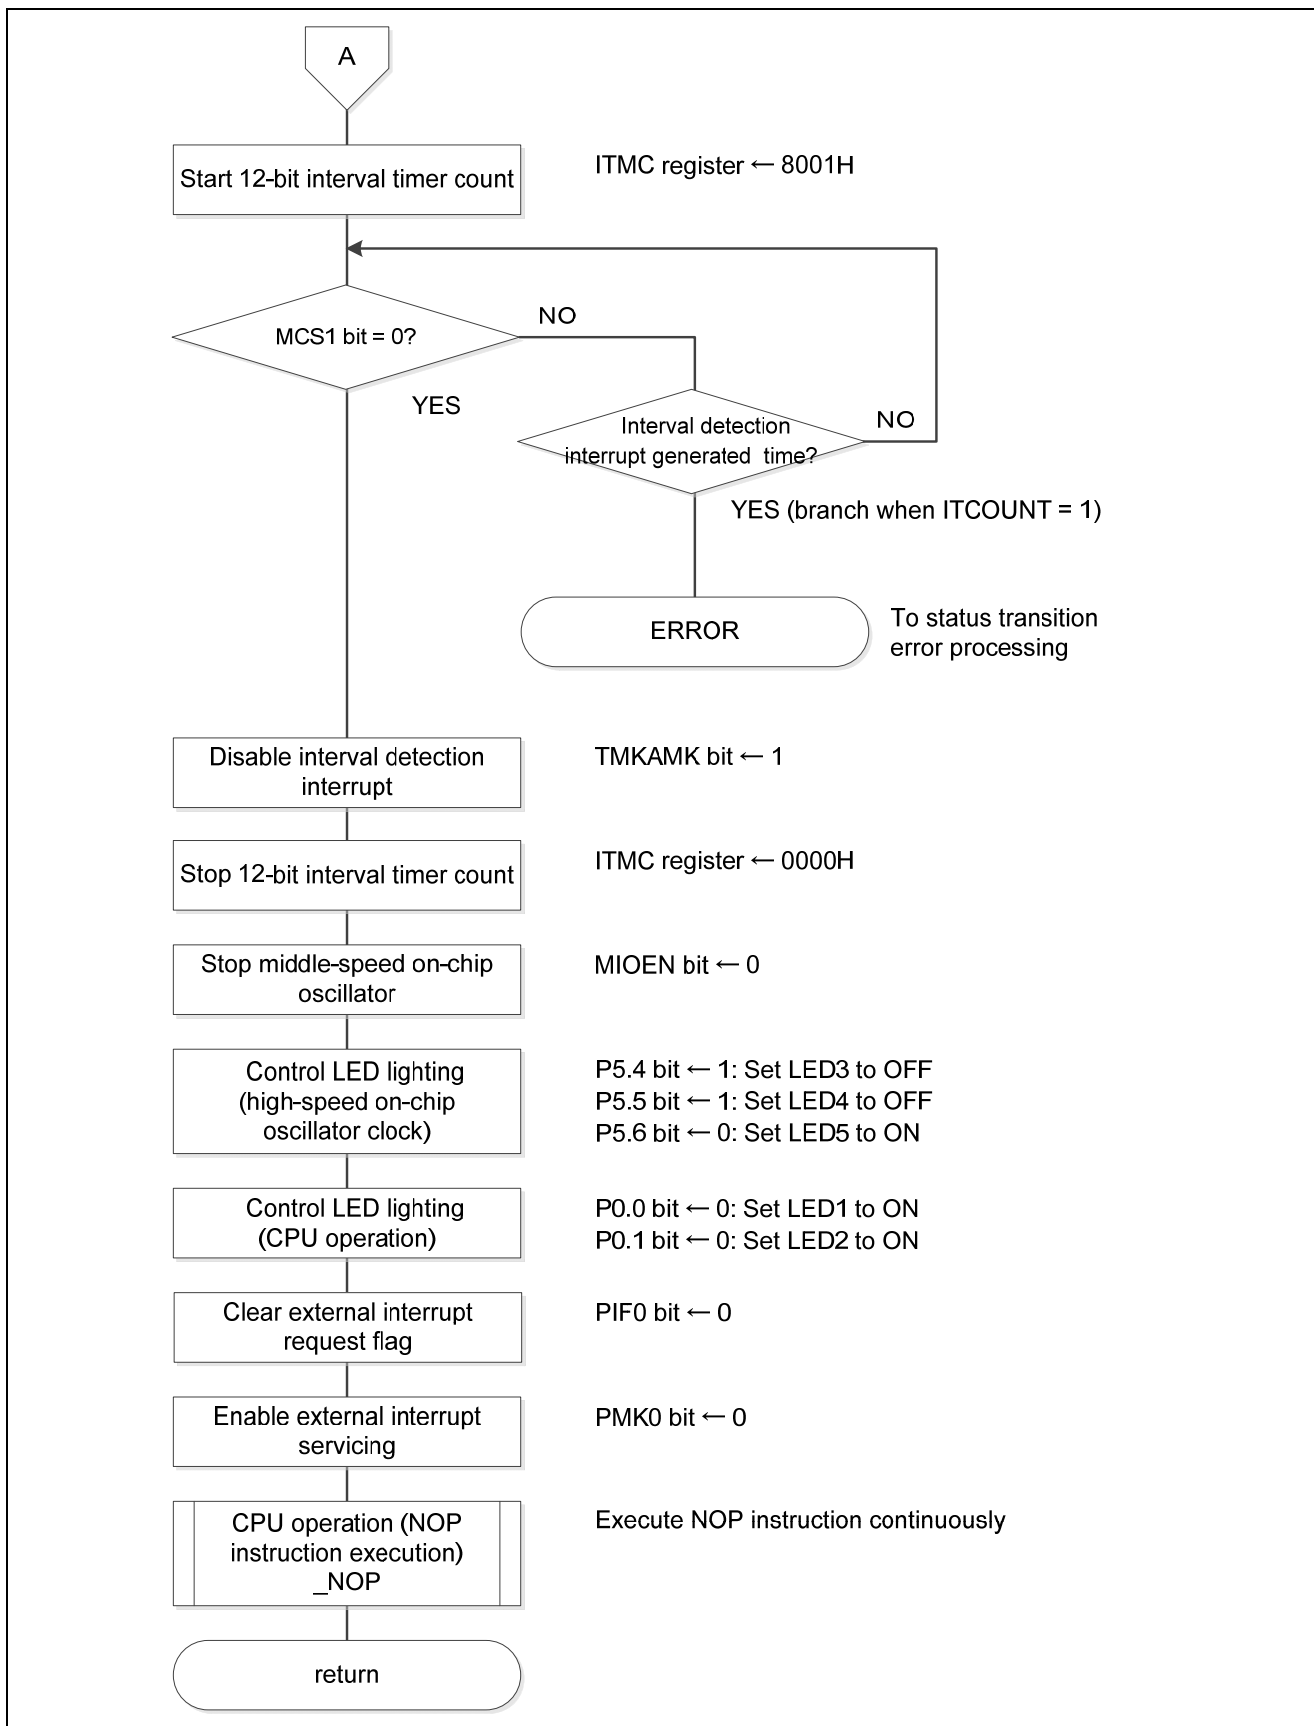 A
Start 12-bit interval timer count
ITMC register ← 8001H
MCS1 bit = 0?
NO
YES
Interval detection
interrupt generated time?
NO
YES (branch when ITCOUNT = 1)
ERROR
To status transition
error processing
Disable interval detection
interrupt
TMKAMK bit ← 1
Stop 12-bit interval timer count
ITMC register ← 0000H
Stop middle-speed on-chip
oscillator
MIOEN bit ← 0
Control LED lighting
(high-speed on-chip
oscillator clock)
P5.4 bit ← 1: Set LED3 to OFF
P5.5 bit ← 1: Set LED4 to OFF
P5.6 bit ← 0: Set LED5 to ON
Control LED lighting
(CPU operation)
P0.0 bit ← 0: Set LED1 to ON
P0.1 bit ← 0: Set LED2 to ON
Clear external interrupt
request flag
PIF0 bit ← 0
Enable external interrupt
servicing
PMK0 bit ← 0
CPU operation (NOP
instruction execution)
_NOP
Execute NOP instruction continuously
return